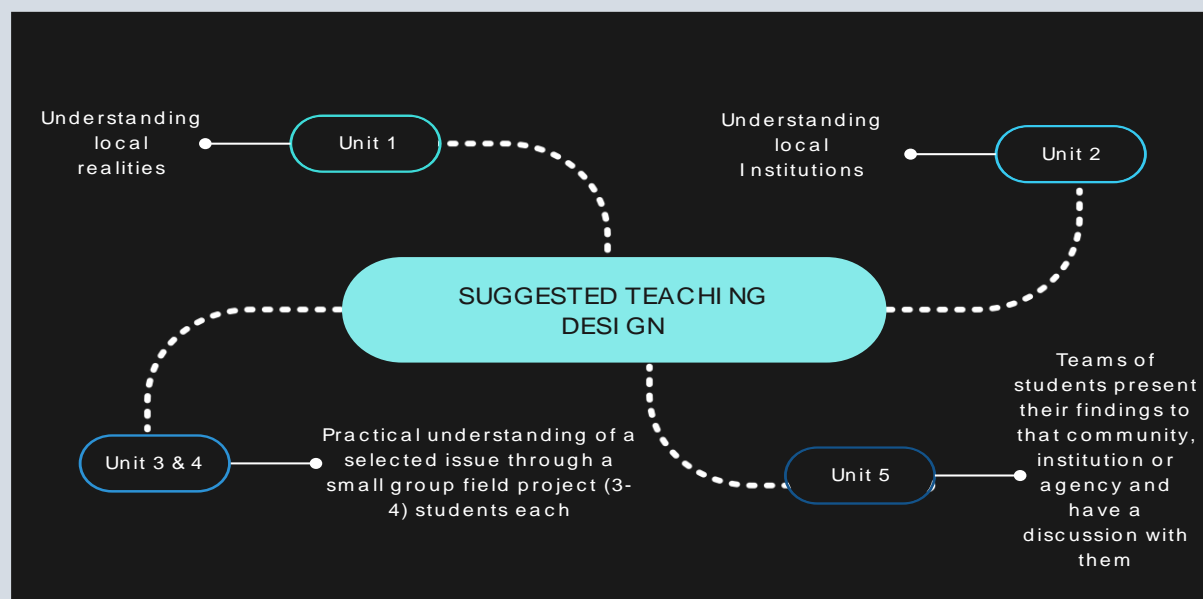 Understanding
local
realities
Unit 1
Understanding
local
Institutions
Unit 2
SUGGESTED TEACHING
DESIGN
Unit 3 & 4
Practical understanding of a
selected issue through a
small group field project (3-
4) students each
Unit 5
Teams of
students present
their findings to
that community,
institution or
agency and
have a
discussion with
them